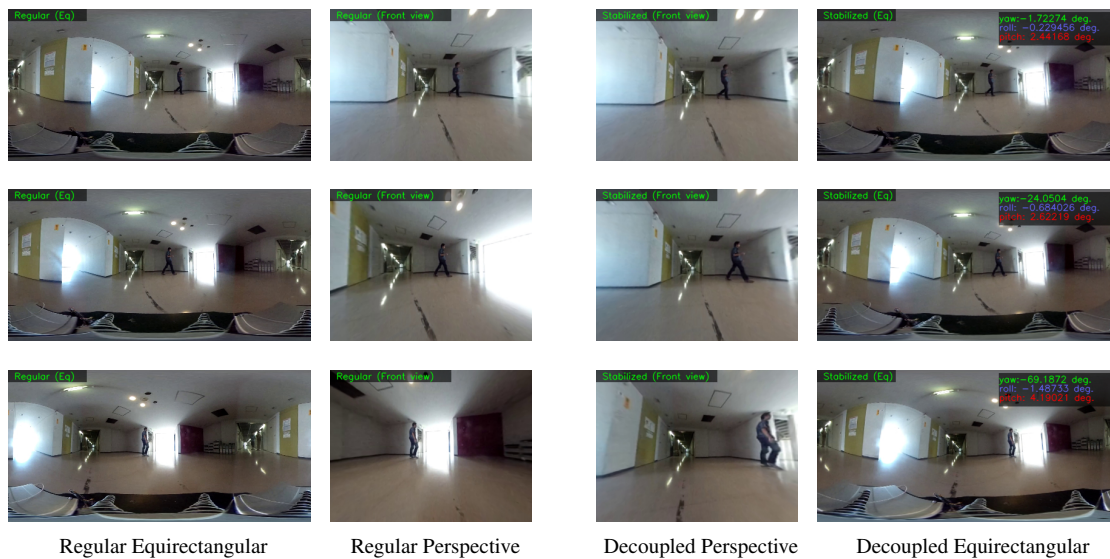 Regular (Eq)
Regular (Front view)
Stabilized (Front view)
Stabilized (Eq)
yaw:-1.72274 deg.
roll: -0.229456 deg.
pitch: 2.44168 deg.
Regular (Eq)
Regular (Front view)
Stabilized (Front view)
Stabilized (Eq)
yaw:-24.0504 deg.
roll: -0.684026 deg.
pitch: 2.62219 deg.
Regular (Eq)
Regular (Front view)
Stabilized (Front view)
Stabilized (Eq)
yaw:-69.1872 deg.
roll: -1.48733 deg.
pitch: 4.19021 deg.
Regular Equirectangular
Regular Perspective
Decoupled Perspective
Decoupled Equirectangular